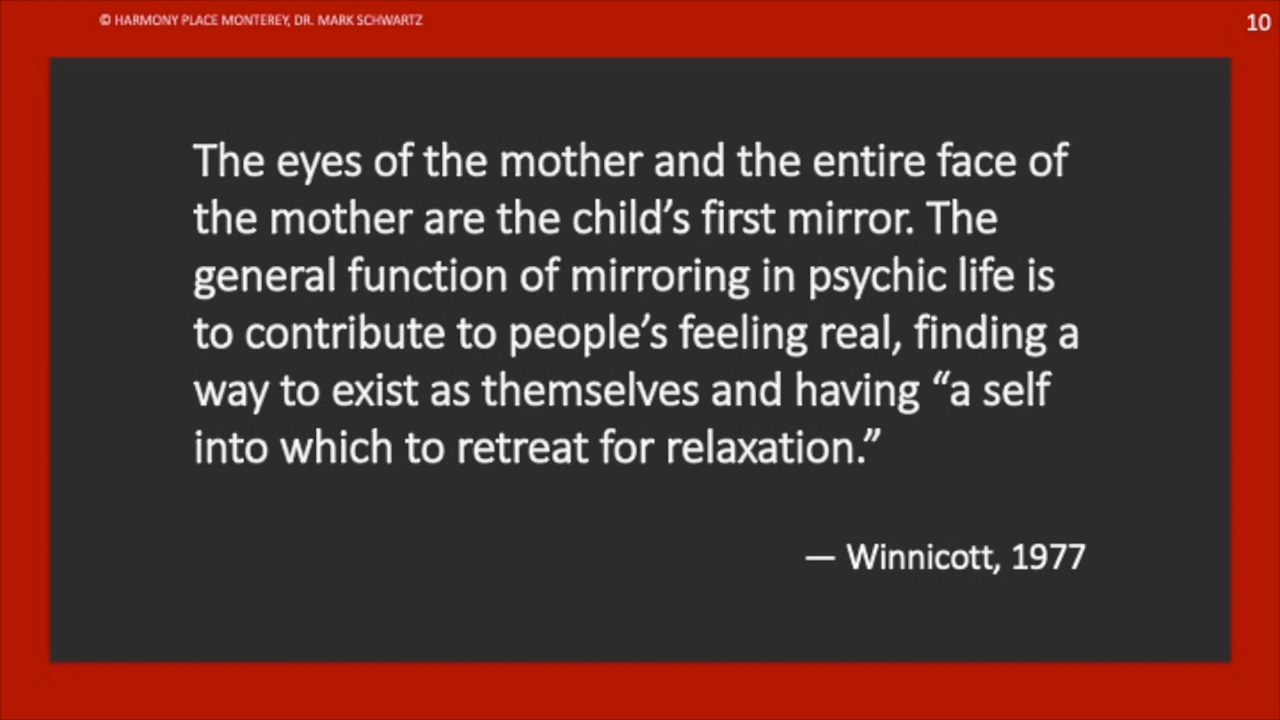 © HARMONY PLACE MONTEREY, DR. MARK SCHWARTZ
10
The eyes of the mother and the entire face of
the mother are the child’s first mirror. The
general function of mirroring in psychic life is
to contribute to people’s feeling real, finding a
way to exist as themselves and having “a self
into which to retreat for relaxation.”
— Winnicott, 1977